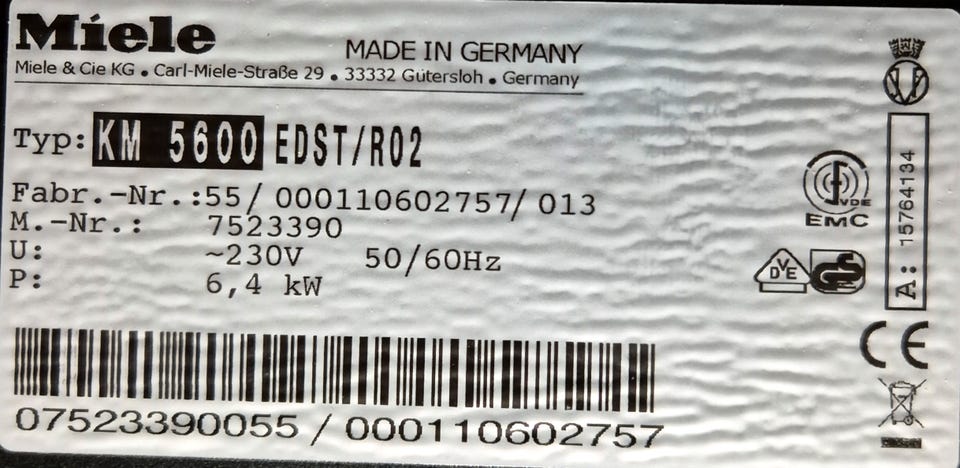 Miele
MADE IN GERMANY
Miele & Cie KG • Carl-Miele-Straße 29 • 33332 Gütersloh • Germany
Typ: KM 5600 EDST/R02
Fabr.-Nr.:55/ 000110602757/ 013
M.-Nr.: 7523390
U: ~230V 50/60Hz
P: 6,4 kW
07523390055 / 000110602757
VDE
EMC
DVE
GS
A: 15764134
CE